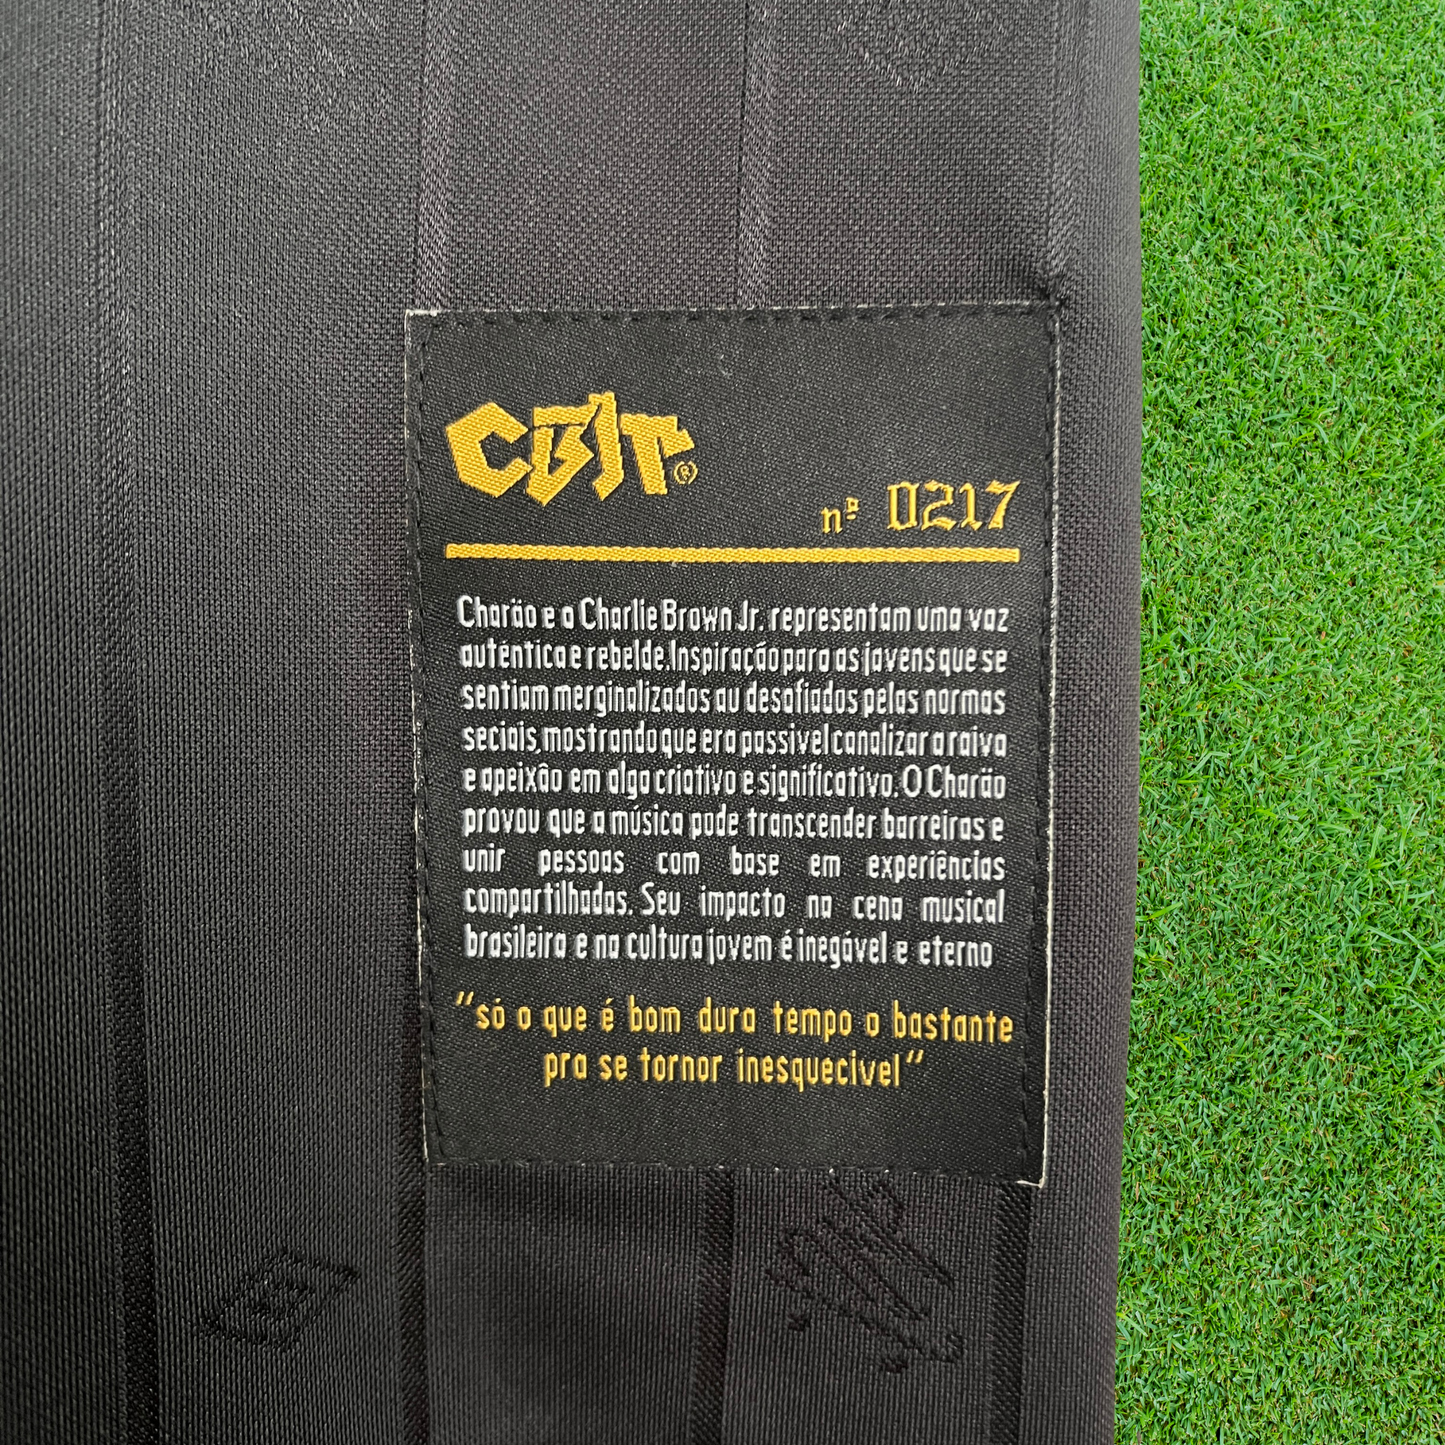 CBJr®
nº 0217
Charão e a Charlie Brown Jr. representam uma vaz
autêntica e rebelde.Inspiração para as javens que se
sentiam merginalizados au desafiados pelas normas
seciais, mostrando que era passivel canalizar a raiva
e apeixão em algo criativo e significativo. O Charão
provou que a música pode transcender barreiras e
unir pessoas com base em experiências
compartilhadas. Seu impacto na cena musical
brasileira e na cultura jovem é inegável e eterno
"só o que é bom dura tempo o bastante
pra se tornar inesquecivel"